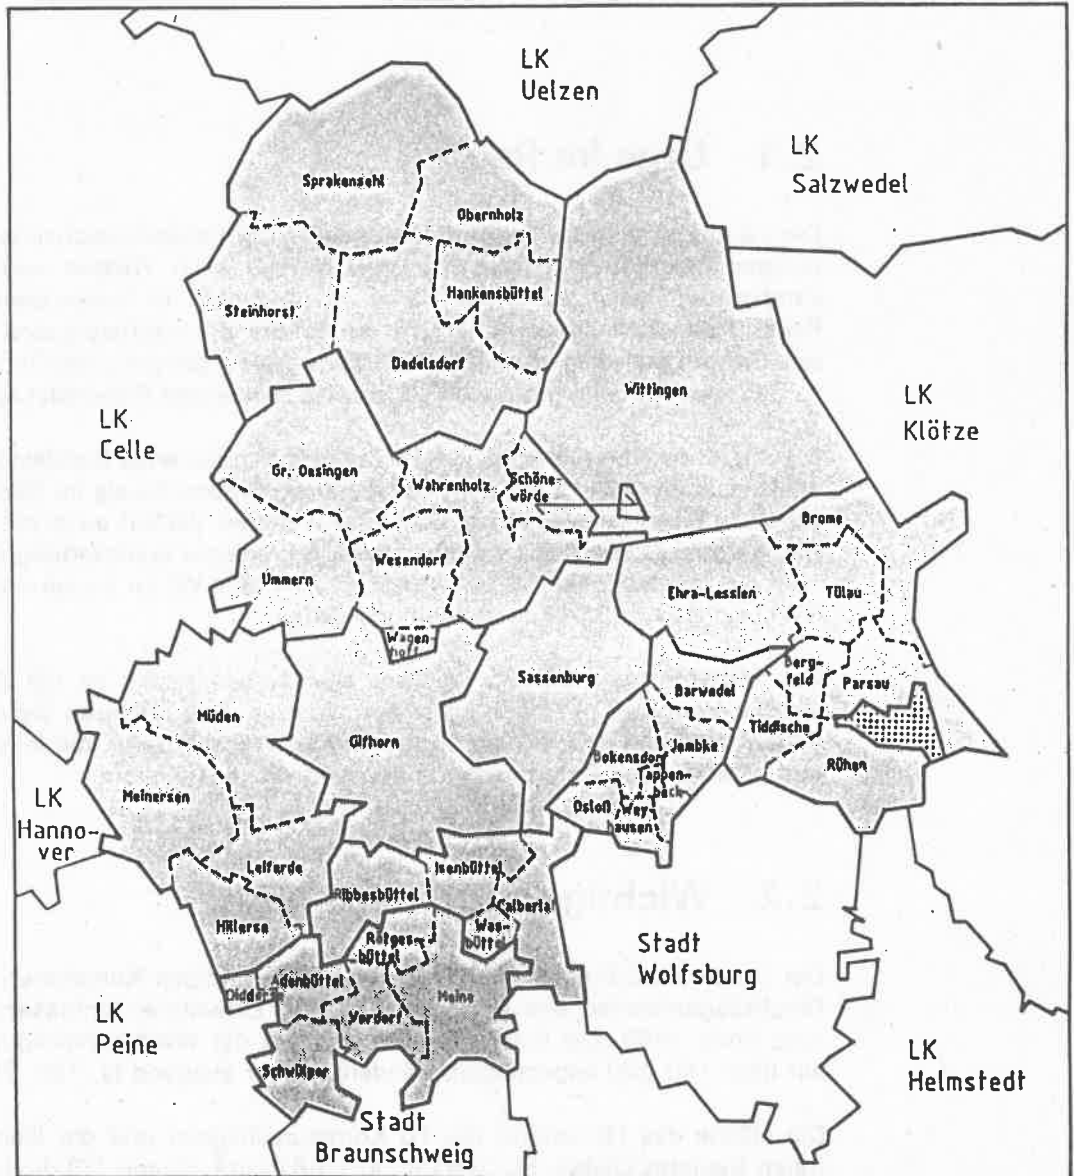 LK
Uelzen
LK
Salzwedel
Sprakensehl
Obernholz
Hankensbüttel
Steinhorst
Dedelsdorf
Wittingen
LK
Klötze
LK
Celle
Gr. Oesingen
Wahrenholz
Schöne-
wörde
Brome
Ummern
Wesendorf
Ehra-Lessien
Tülau
Wagen
hoff
Sassenburg
Berg-
feld
Parsau
Barwedel
Müden
Gifhorn
Tiddische
Jembke
Rühen
Bokensdorf
Tappen-
beck
Meinersen
Osloß
Wey
hausen
LK
Hanno-
ver
Leiferde
Isenbüttel
Ribbesbüttel
Calberla
Hillerse
Rötges-
büttel
Was-
büttel
Stadt
Wolfsburg
Adenbüttel
Didderse
Meine
Vordorf
LK
Peine
Schwülper
LK
Helmstedt
Stadt
Braunschweig